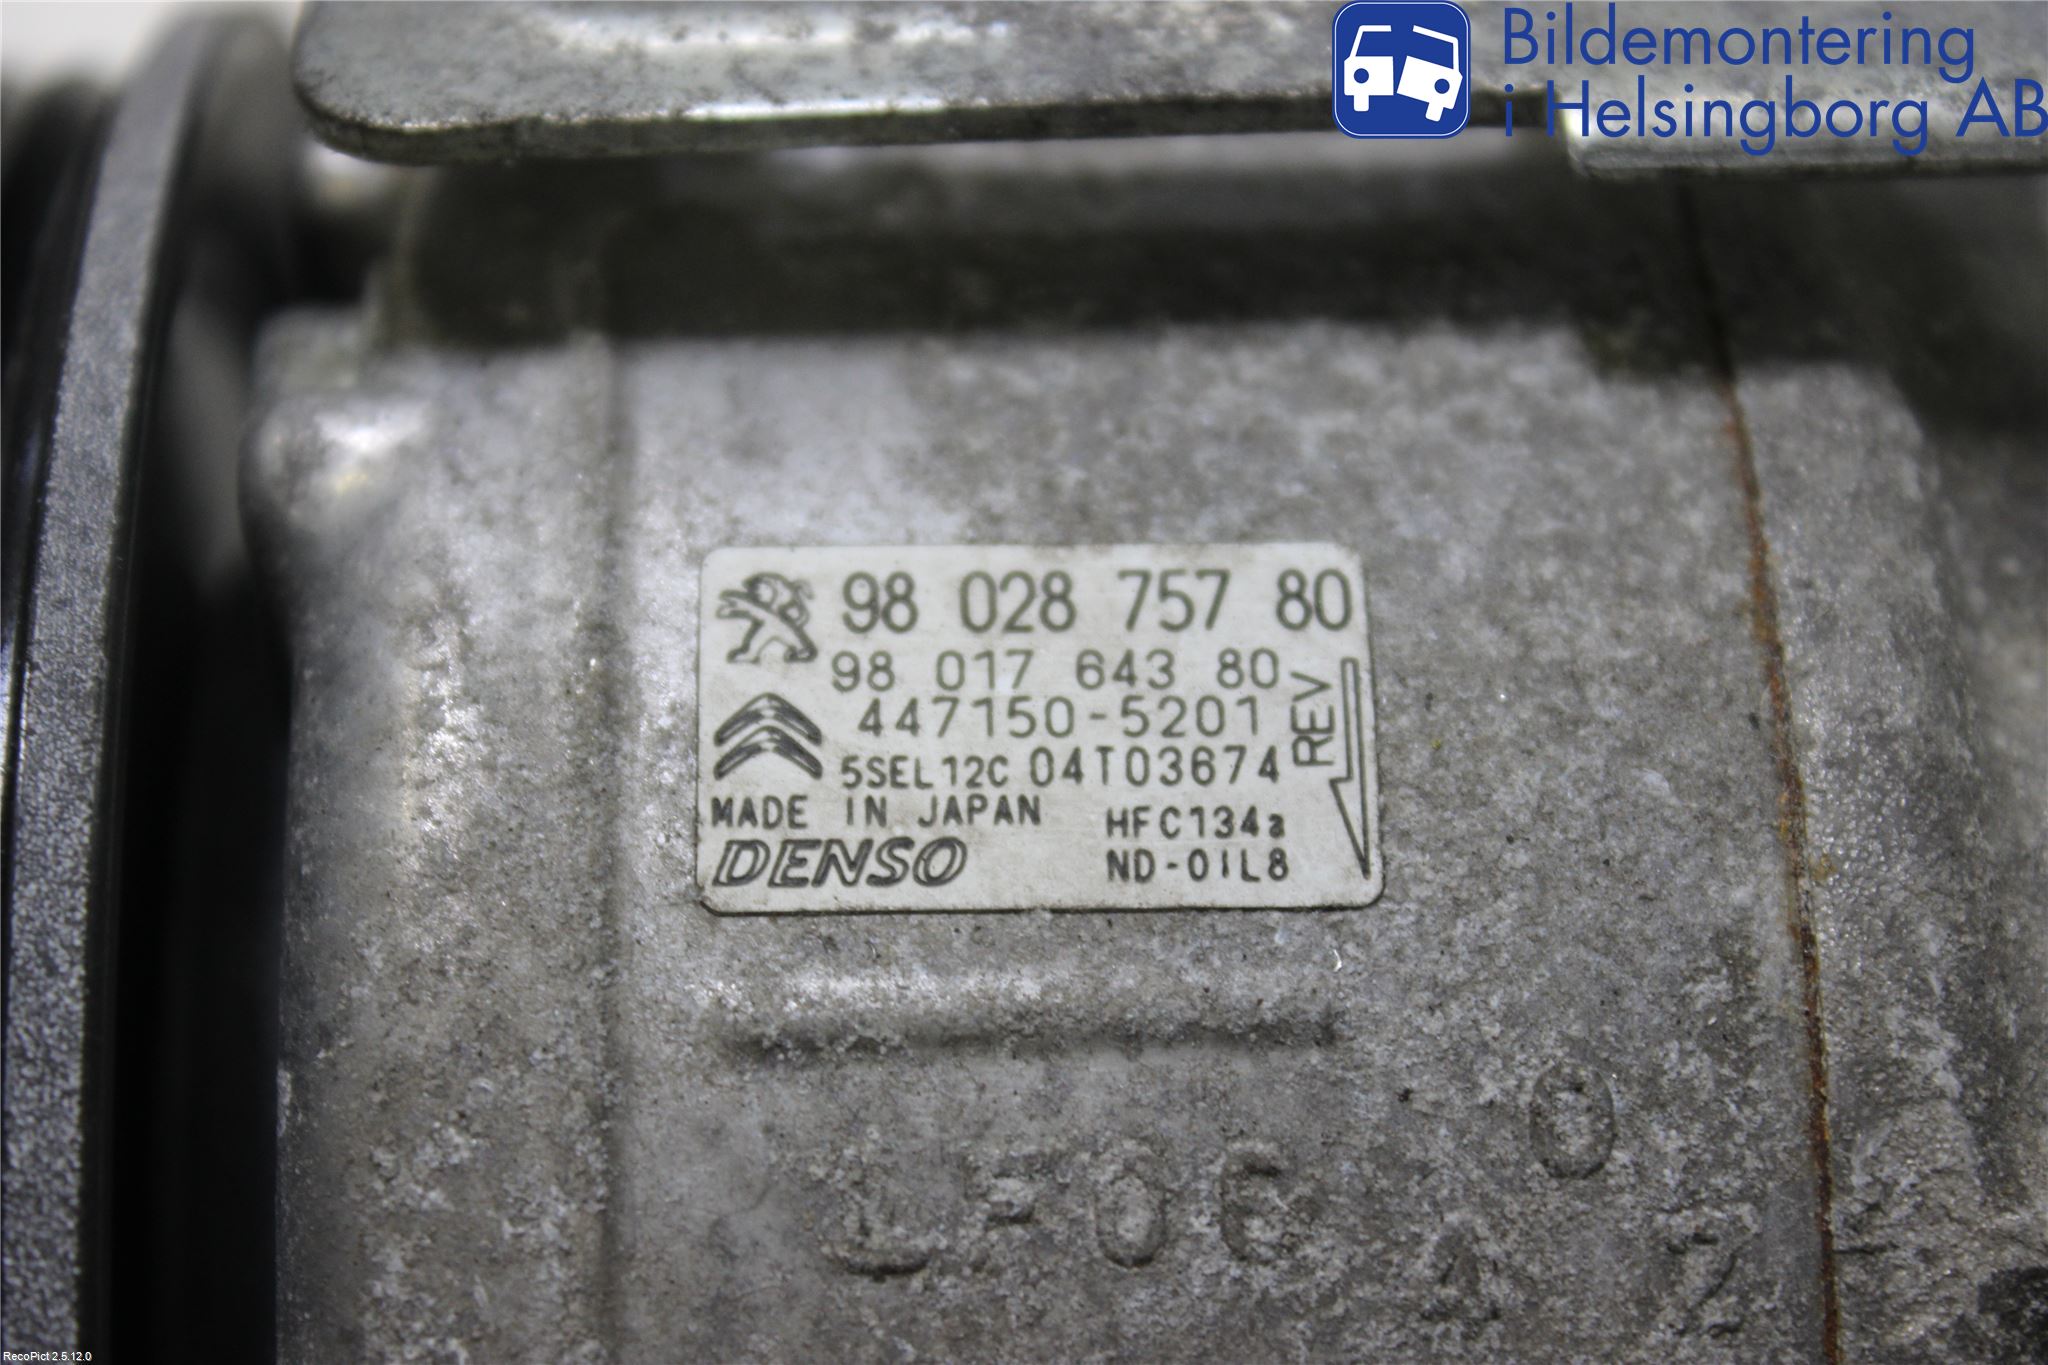 Bildemontering
i Helsingborg AB
98 028 757 80
98 017 643 80
447150-5201
5SEL12C 04T03674
REV
MADE IN JAPAN
HFC134a
DENSO
ND-OIL8
0
RecoPict 2.5.12.0